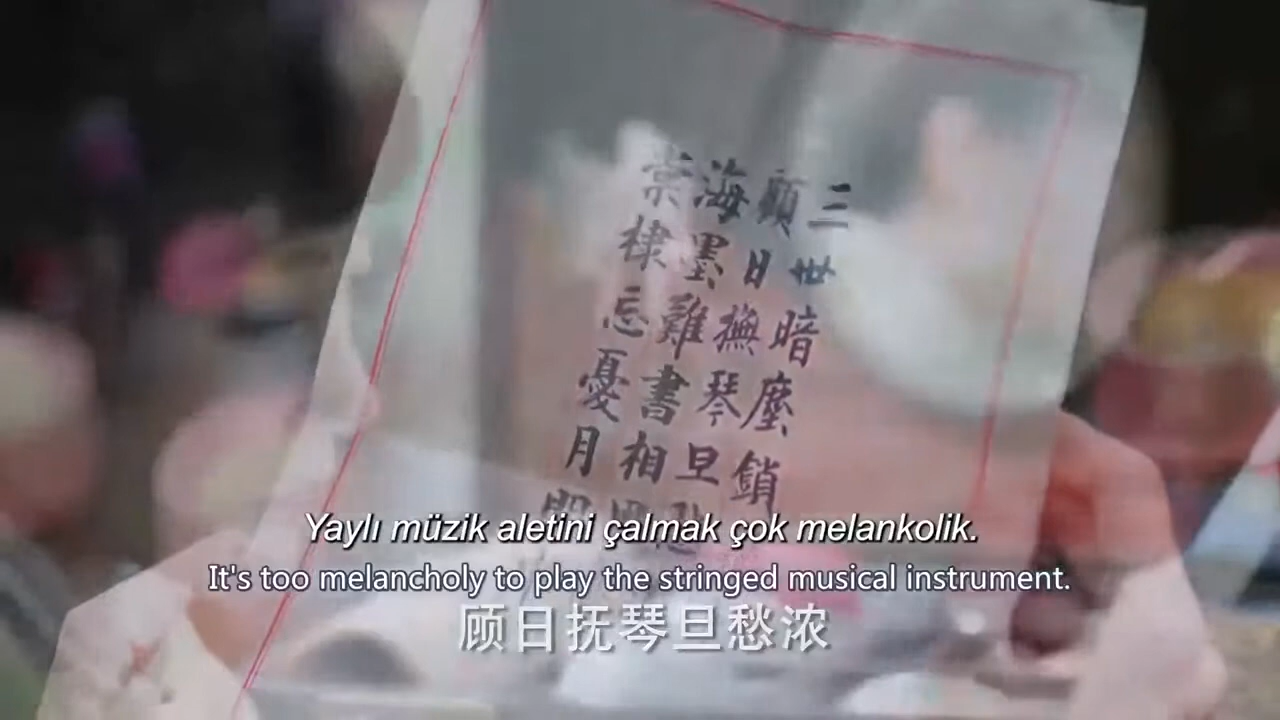 三世暗
顧日撫琴旦愁
海墨難書相思
棠棣忘憂月
Yaylı müzik aletini çalmak çok melankolik.
It's too melancholy to play the stringed musical instrument.
顾日抚琴旦愁浓